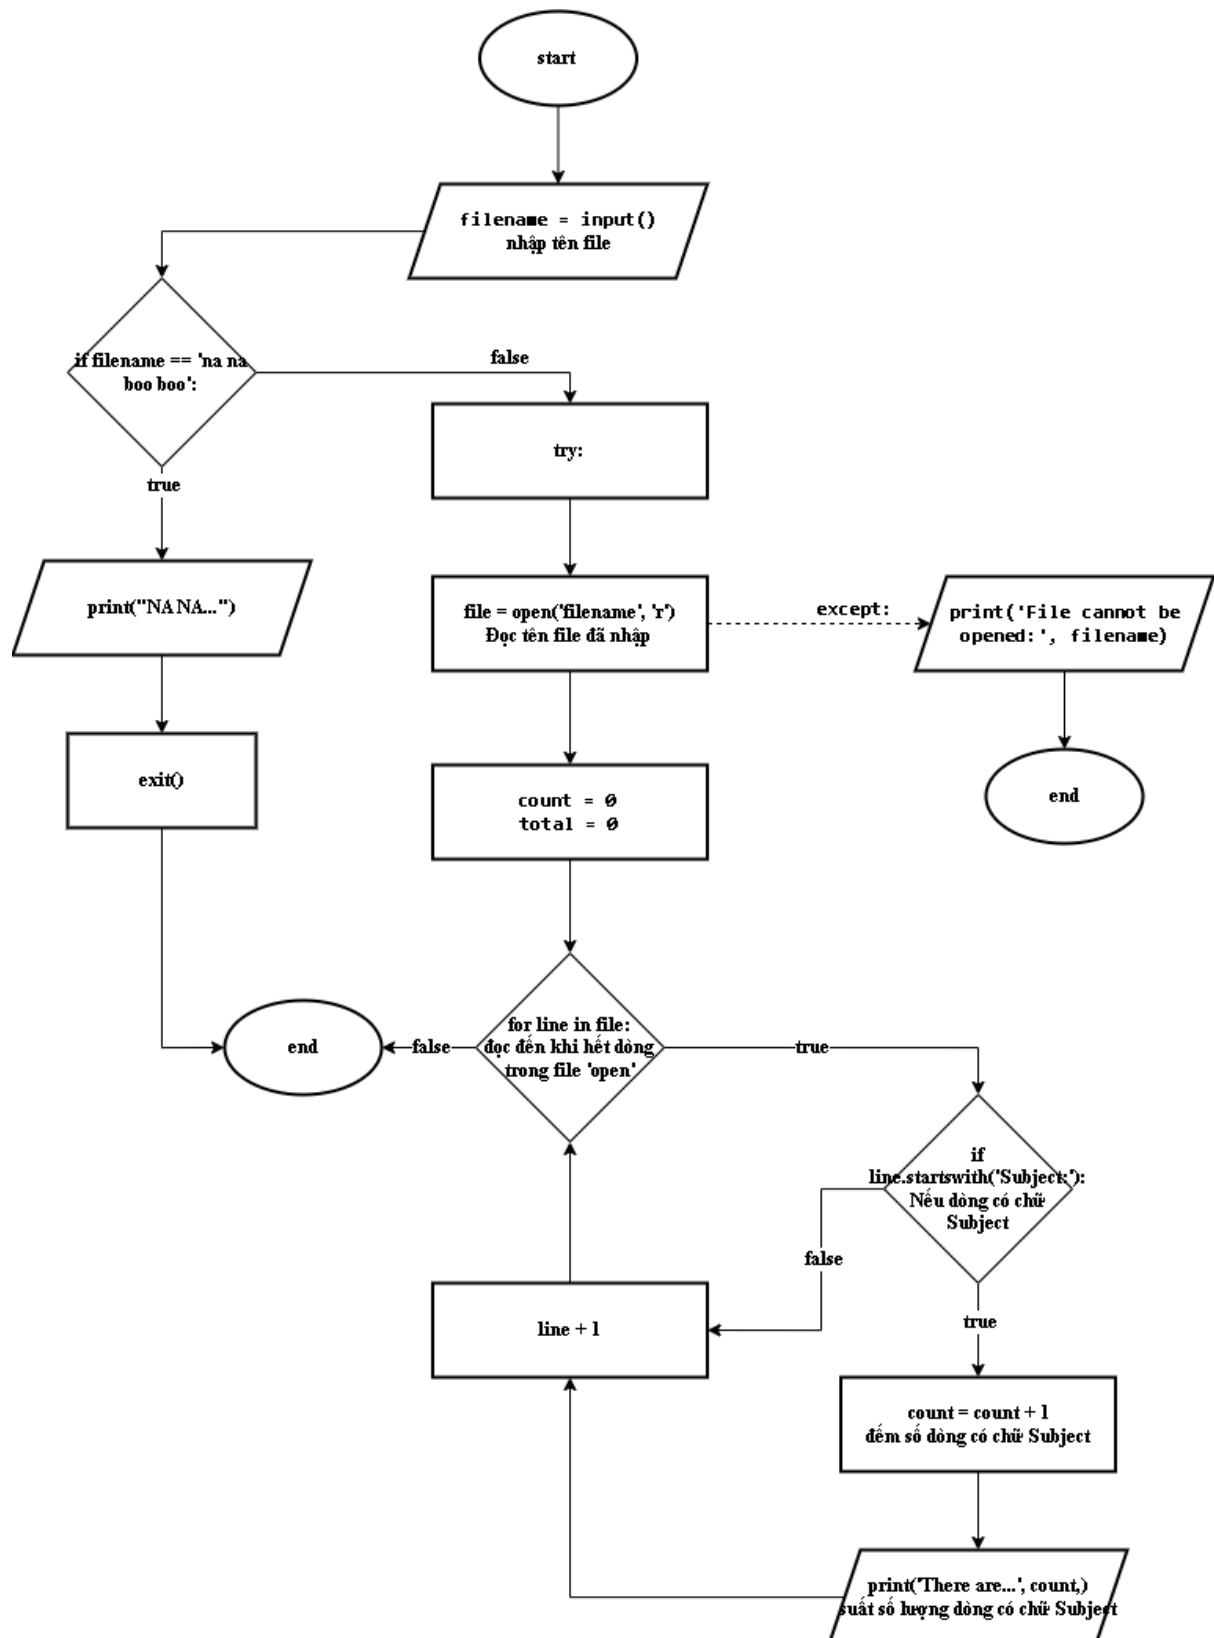 start
filename = input()
nhập tên file
if filename == 'na na
boo boo':
false
true
try:
print("NA NA...")
file = open('filename', 'r')
Đọc tên file đã nhập
except:
print('File cannot be
opened:', filename)
exit()
count = 0
total = 0
end
end
false
for line in file:
đọc đến khi hết dòng
trong file 'open'
true
if
line.startswith('Subject:'):
Nếu dòng có chữ
Subject
false
true
line + 1
count = count + 1
đếm số dòng có chữ Subject
print('There are...', count,)
suất số lượng dòng có chữ Subject